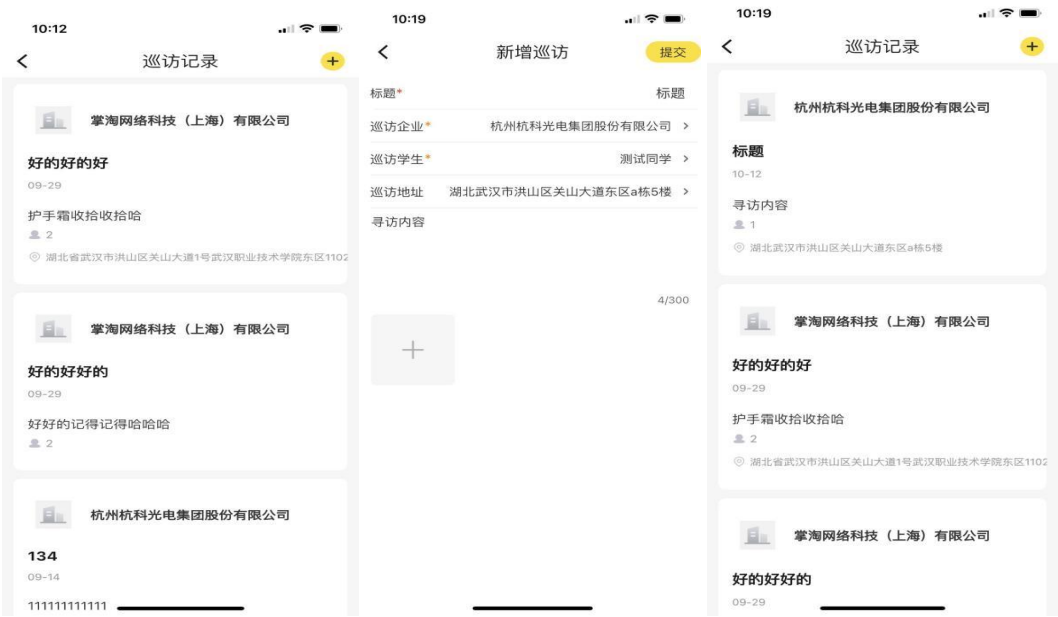 10:12
巡访记录
掌淘网络科技（上海）有限公司
好的好的好
09-29
护手霜收拾收拾哈
2
湖北省武汉市洪山区关山大道1号武汉职业技术学院东区1102
掌淘网络科技（上海）有限公司
好的好好的
09-29
好好的记得记得哈哈哈
2
杭州杭科光电集团股份有限公司
134
09-14
111111111111
10:19
新增巡访
提交
标题* 标题
巡访企业* 杭州杭科光电集团股份有限公司
巡访学生* 测试同学
巡访地址 湖北武汉市洪山区关山大道东区a栋5楼
寻访内容
4/300
10:19
巡访记录
杭州杭科光电集团股份有限公司
标题
10-12
寻访内容
1
湖北武汉市洪山区关山大道东区a栋5楼
掌淘网络科技（上海）有限公司
好的好的好
09-29
护手霜收拾收拾哈
2
湖北省武汉市洪山区关山大道1号武汉职业技术学院东区1102
掌淘网络科技（上海）有限公司
好的好好的
09-29